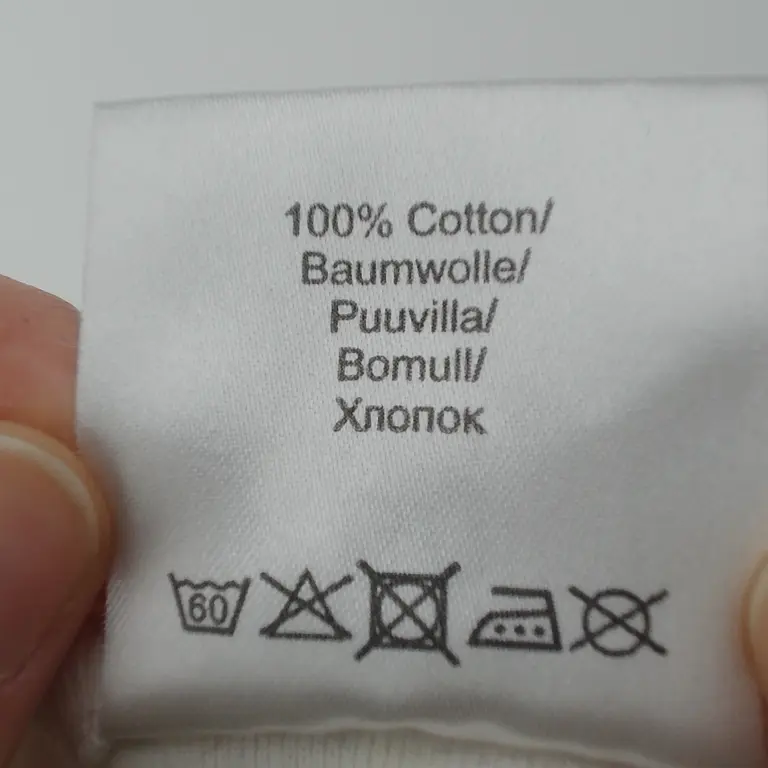 100% Cotton/
Baumwolle/
Puuvilla/
Bomull/
Хлопок
60